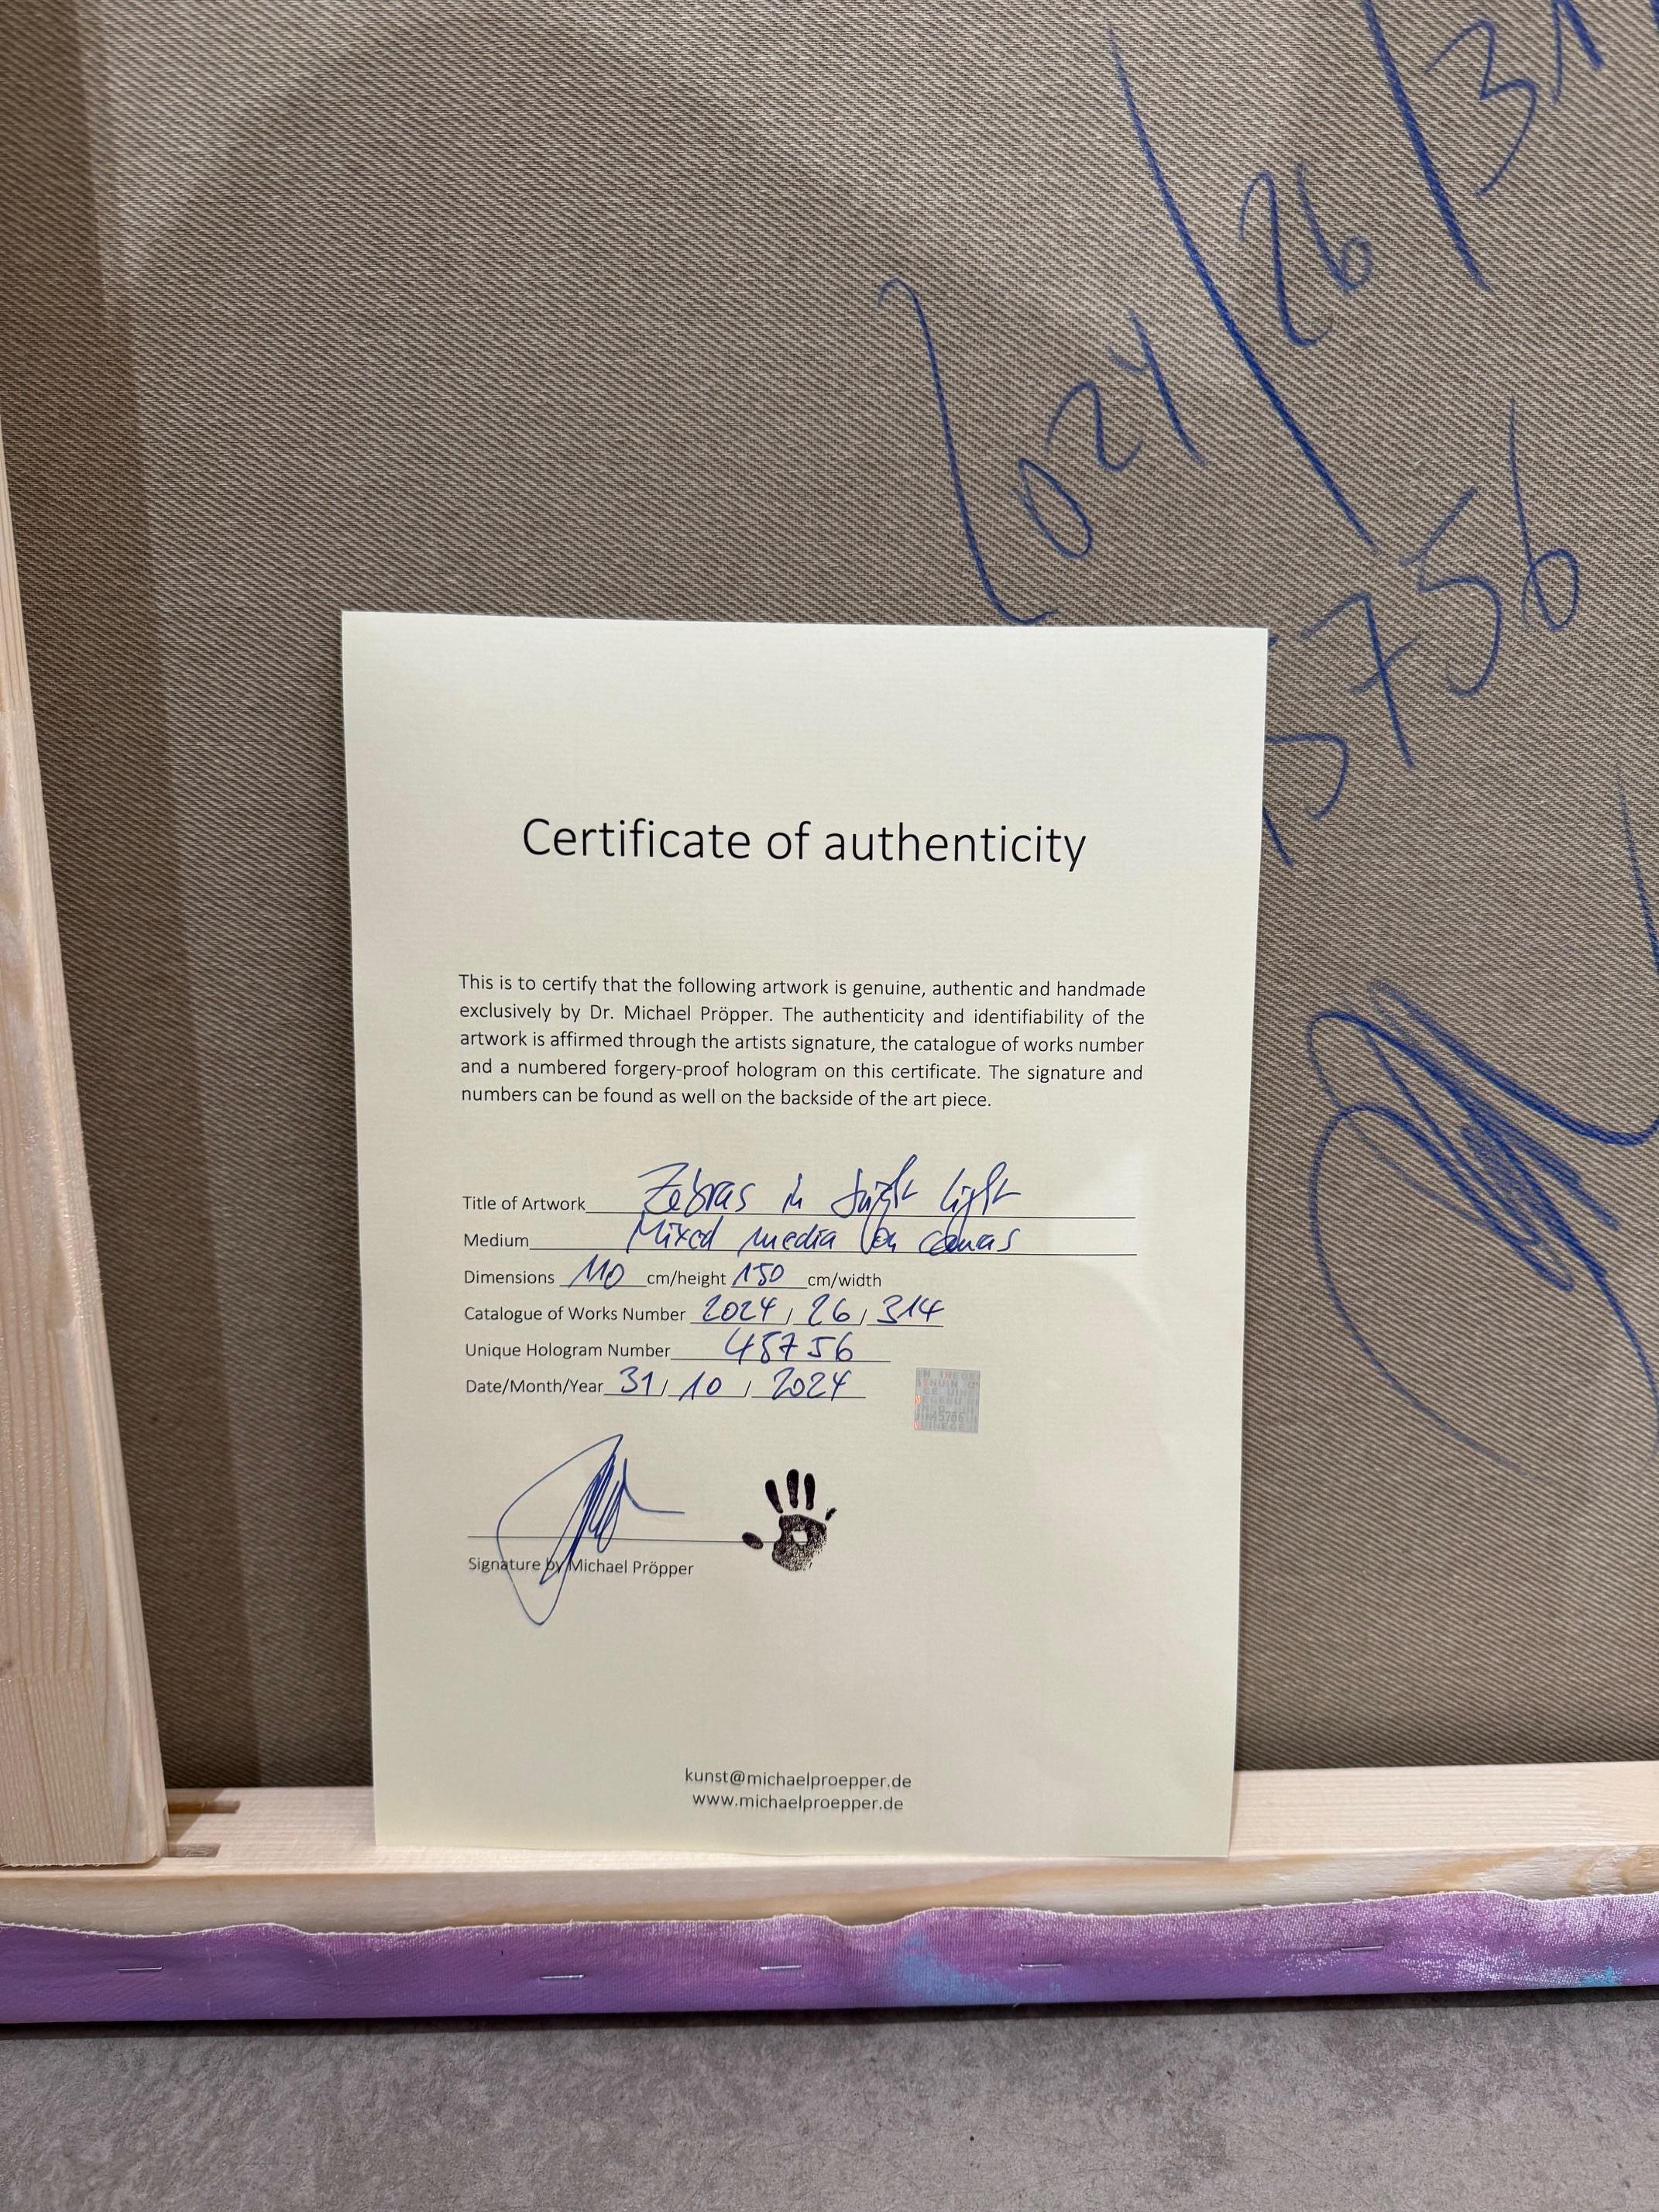 2024/26/31
5756
Certificate of authenticity
This is to certify that the following artwork is genuine, authentic and handmade
exclusively by Dr. Michael Pröpper. The authenticity and identifiability of the
artwork is affirmed through the artists signature, the catalogue of works number
and a numbered forgery-proof hologram on this certificate. The signature and
numbers can be found as well on the backside of the art piece.
Title of Artwork Zebras in light
Medium Mixed media on canvas
Dimensions 110 cm/height 150 cm/width
Catalogue of Works Number 2024 / 26 / 314
Unique Hologram Number 45756
Date/Month/Year 31 / 10 / 2024
45756
Signature by Michael Pröpper
kunst@michaelproepper.de
www.michaelproepper.de